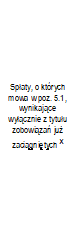 Spłaty, o których
mowa w poz. 5.1,
wynikające
wyłącznie z tytułu
zobowiązań już
zaciągniętych x